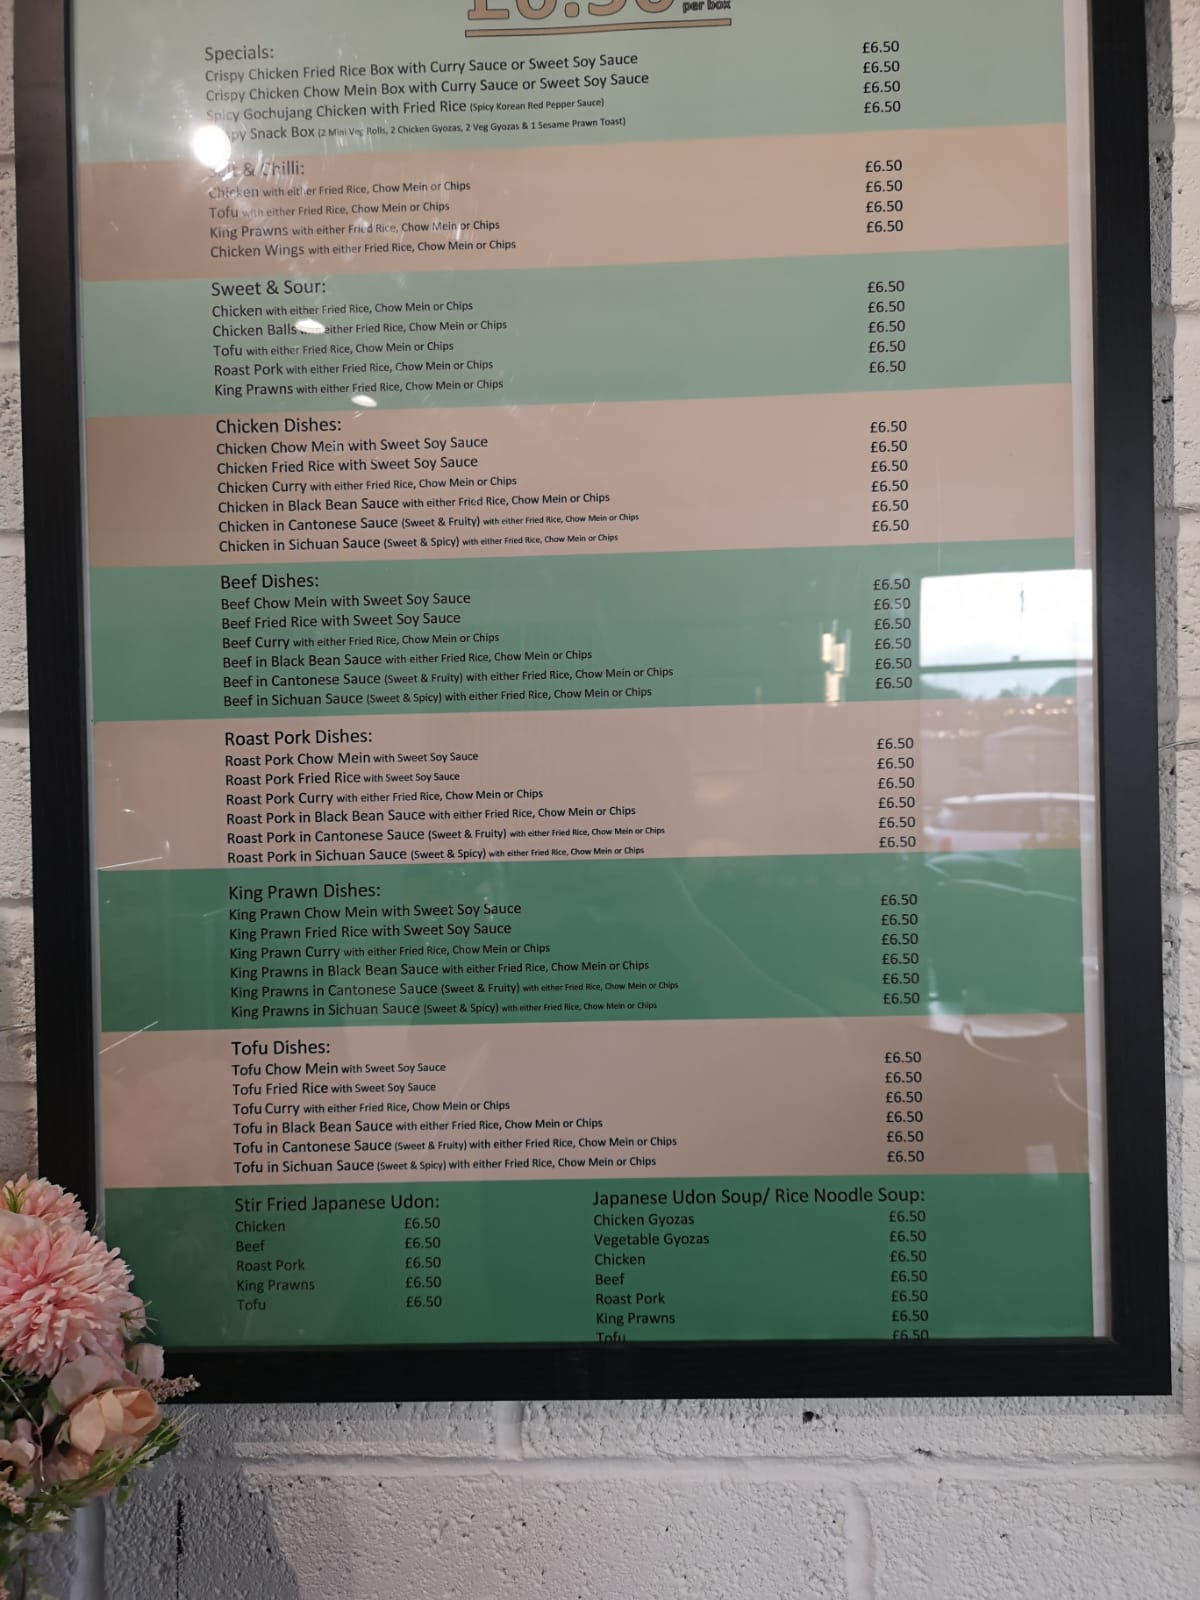 £6.50 per box
Specials:
Crispy Chicken Fried Rice Box with Curry Sauce or Sweet Soy Sauce £6.50
Crispy Chicken Chow Mein Box with Curry Sauce or Sweet Soy Sauce £6.50
Spicy Gochujang Chicken with Fried Rice (Spicy Korean Red Pepper Sauce) £6.50
Snack Box (2 Mini Veg Rolls, 2 Chicken Gyozas, 2 Veg Gyozas & 1 Sesame Prawn Toast) £6.50
Salt & Chilli:
Chicken with either Fried Rice, Chow Mein or Chips £6.50
Tofu with either Fried Rice, Chow Mein or Chips £6.50
King Prawns with either Fried Rice, Chow Mein or Chips £6.50
Chicken Wings with either Fried Rice, Chow Mein or Chips £6.50
Sweet & Sour:
Chicken with either Fried Rice, Chow Mein or Chips £6.50
Chicken Balls either Fried Rice, Chow Mein or Chips £6.50
Tofu with either Fried Rice, Chow Mein or Chips £6.50
Roast Pork with either Fried Rice, Chow Mein or Chips £6.50
King Prawns with either Fried Rice, Chow Mein or Chips £6.50
Chicken Dishes:
Chicken Chow Mein with Sweet Soy Sauce £6.50
Chicken Fried Rice with Sweet Soy Sauce £6.50
Chicken Curry with either Fried Rice, Chow Mein or Chips £6.50
Chicken in Black Bean Sauce with either Fried Rice, Chow Mein or Chips £6.50
Chicken in Cantonese Sauce (Sweet & Fruity) with either Fried Rice, Chow Mein or Chips £6.50
Chicken in Sichuan Sauce (Sweet & Spicy) with either Fried Rice, Chow Mein or Chips £6.50
Beef Dishes:
Beef Chow Mein with Sweet Soy Sauce £6.50
Beef Fried Rice with Sweet Soy Sauce £6.50
Beef Curry with either Fried Rice, Chow Mein or Chips £6.50
Beef in Black Bean Sauce with either Fried Rice, Chow Mein or Chips £6.50
Beef in Cantonese Sauce (Sweet & Fruity) with either Fried Rice, Chow Mein or Chips £6.50
Beef in Sichuan Sauce (Sweet & Spicy) with either Fried Rice, Chow Mein or Chips £6.50
Roast Pork Dishes:
Roast Pork Chow Mein with Sweet Soy Sauce £6.50
Roast Pork Fried Rice with Sweet Soy Sauce £6.50
Roast Pork Curry with either Fried Rice, Chow Mein or Chips £6.50
Roast Pork in Black Bean Sauce with either Fried Rice, Chow Mein or Chips £6.50
Roast Pork in Cantonese Sauce (Sweet & Fruity) with either Fried Rice, Chow Mein or Chips £6.50
Roast Pork in Sichuan Sauce (Sweet & Spicy) with either Fried Rice, Chow Mein or Chips £6.50
King Prawn Dishes:
King Prawn Chow Mein with Sweet Soy Sauce £6.50
King Prawn Fried Rice with Sweet Soy Sauce £6.50
King Prawn Curry with either Fried Rice, Chow Mein or Chips £6.50
King Prawns in Black Bean Sauce with either Fried Rice, Chow Mein or Chips £6.50
King Prawns in Cantonese Sauce (Sweet & Fruity) with either Fried Rice, Chow Mein or Chips £6.50
King Prawns in Sichuan Sauce (Sweet & Spicy) with either Fried Rice, Chow Mein or Chips £6.50
Tofu Dishes:
Tofu Chow Mein with Sweet Soy Sauce £6.50
Tofu Fried Rice with Sweet Soy Sauce £6.50
Tofu Curry with either Fried Rice, Chow Mein or Chips £6.50
Tofu in Black Bean Sauce with either Fried Rice, Chow Mein or Chips £6.50
Tofu in Cantonese Sauce (Sweet & Fruity) with either Fried Rice, Chow Mein or Chips £6.50
Tofu in Sichuan Sauce (Sweet & Spicy) with either Fried Rice, Chow Mein or Chips £6.50
Stir Fried Japanese Udon:
Chicken £6.50
Beef £6.50
Roast Pork £6.50
King Prawns £6.50
Tofu £6.50
Japanese Udon Soup/ Rice Noodle Soup:
Chicken Gyozas £6.50
Vegetable Gyozas £6.50
Chicken £6.50
Beef £6.50
Roast Pork £6.50
King Prawns £6.50
Tofu £6.50